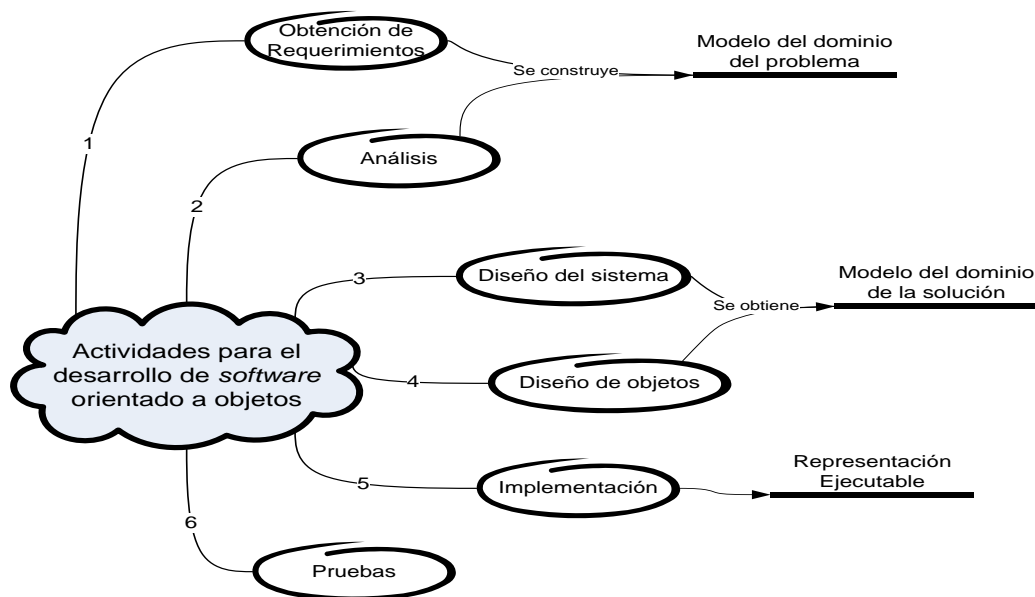 Obtención de
Requerimientos
Se construye
Modelo del dominio
del problema
1
Análisis
2
3
Diseño del sistema
Se obtiene
Modelo del dominio
de la solución
Actividades para el
desarrollo de software
orientado a objetos
4
Diseño de objetos
5
Implementación
Representación
Ejecutable
6
Pruebas